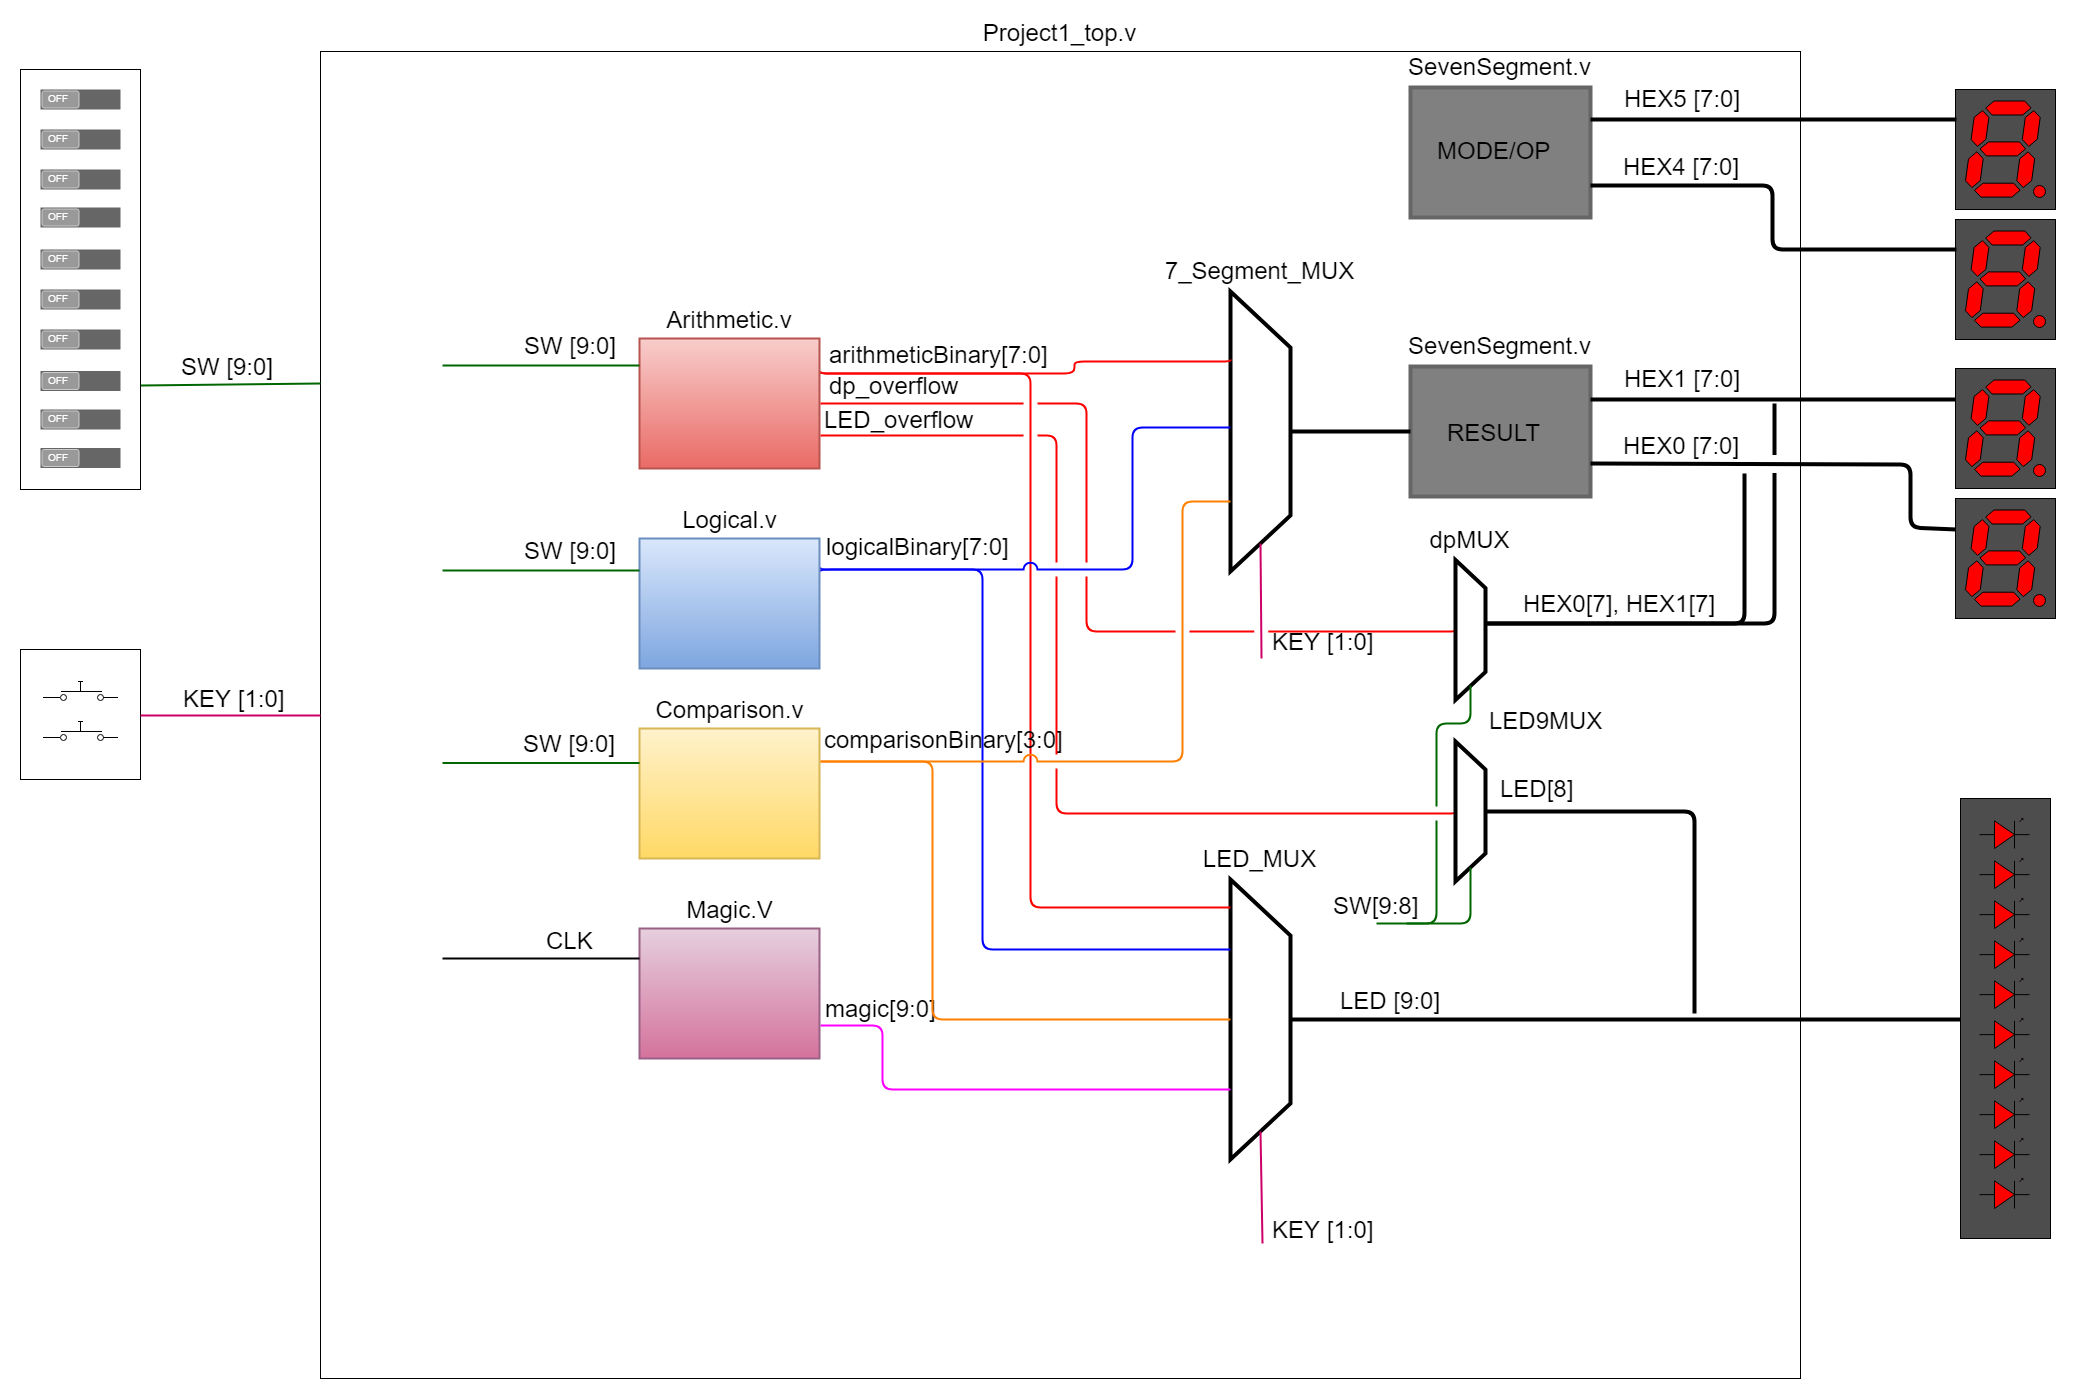 Project1_top.v
SevenSegment.v
HEX5 [7:0]
OFF
OFF
MODE/OP
HEX4 [7:0]
OFF
OFF
OFF
7_Segment_MUX
OFF
Arithmetic.v
OFF
SW [9:0]
SW [9:0]
arithmeticBinary[7:0]
SevenSegment.v
OFF
dp_overflow
HEX1 [7:0]
OFF
LED_overflow
RESULT
HEX0 [7:0]
OFF
Logical.v
SW [9:0]
logicalBinary[7:0]
dpMUX
HEX0[7], HEX1[7]
KEY [1:0]
KEY [1:0]
Comparison.v
LED9MUX
SW [9:0]
comparisonBinary[3:0]
LED[8]
LED_MUX
Magic.V
SW[9:8]
CLK
magic[9:0]
LED [9:0]
KEY [1:0]